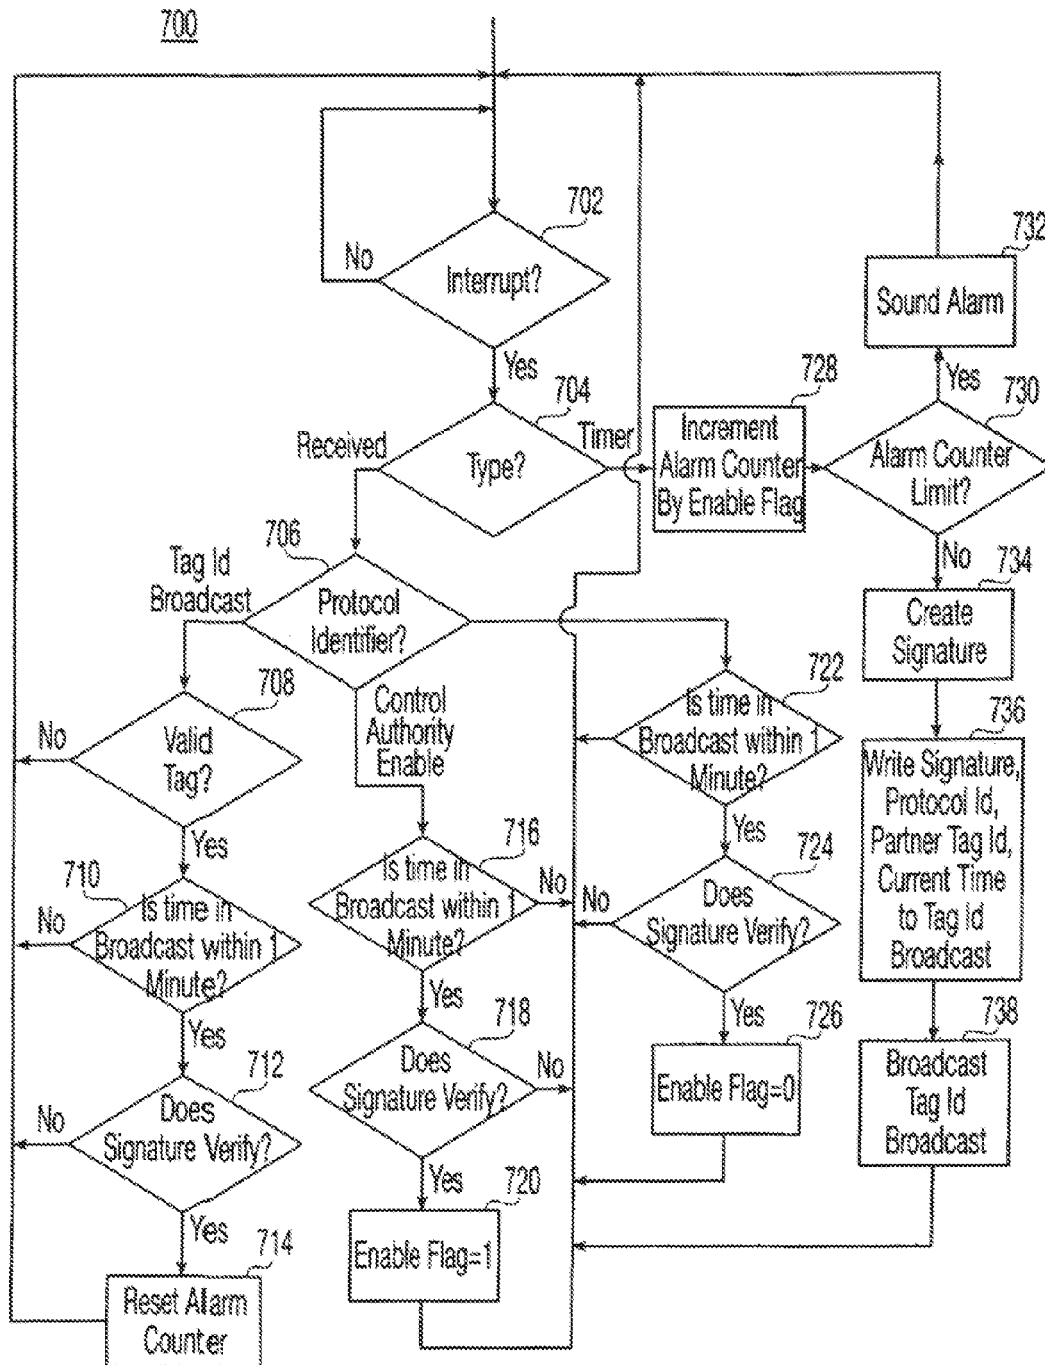 700
702
No
Interrupt?
Yes
732
Sound Alarm
704
Received
Type?
Timer
728
Increment
Alarm Counter
By Enable Flag
Yes
730
Alarm Counter
Limit?
No
706
Tag Id
Broadcast
Protocol
Identifier?
734
Create
Signature
708
No
Valid
Tag?
Yes
Control
Authority
Enable
722
Is time in
Broadcast within 1
Minute?
Yes
736
Write Signature,
Protocol Id,
Partner Tag Id,
Current Time
to Tag Id
Broadcast
710
No
Is time in
Broadcast within 1
Minute?
Yes
716
Is time in
Broadcast within 1
Minute?
No
Yes
724
No
Does
Signature Verify?
Yes
712
No
Does
Signature Verify?
Yes
718
Does
Signature Verify?
No
Yes
726
Enable Flag=0
738
Broadcast
Tag Id
Broadcast
714
Reset Alarm
Counter
720
Enable Flag=1